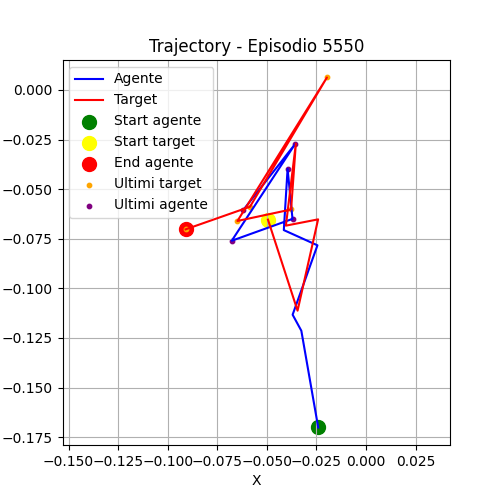 Trajectory - Episodio 5550
Agente
Target
Start agente
Start target
End agente
Ultimi target
Ultimi agente
0.000
−0.025
−0.050
−0.075
−0.100
−0.125
−0.150
−0.175
−0.150 −0.125 −0.100 −0.075 −0.050 −0.025 0.000 0.025
X